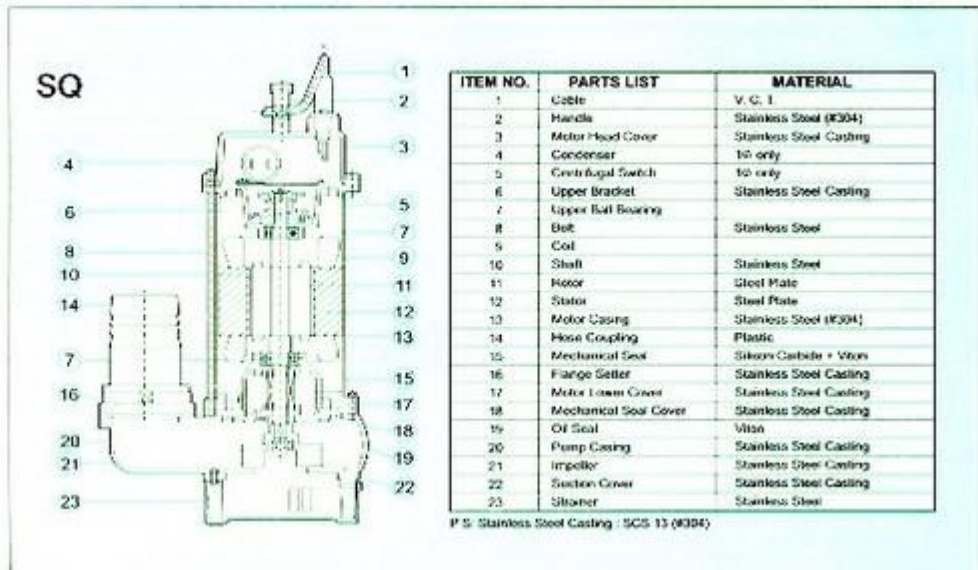 SQ
1
2
3
4
5
6
7
8
9
10
11
14
12
13
7
15
16
17
18
20
19
21
22
23
ITEM NO. PARTS LIST MATERIAL
1 Cable V. C. T.
2 Handle Stainless Steel (#304)
3 Motor Head Cover Stainless Steel Casting
4 Condenser 1Ø only
5 Centrifugal Switch 1Ø only
6 Upper Bracket Stainless Steel Casting
7 Upper Ball Bearing
8 Bolt Stainless Steel
9 Coil
10 Shaft Stainless Steel
11 Rotor Steel Plate
12 Stator Steel Plate
13 Motor Casing Stainless Steel (#304)
14 Hose Coupling Plastic
15 Mechanical Seal Silicon Carbide + Viton
16 Flange Setter Stainless Steel Casting
17 Motor Lower Cover Stainless Steel Casting
18 Mechanical Seal Cover Stainless Steel Casting
19 Oil Seal Viton
20 Pump Casing Stainless Steel Casting
21 Impeller Stainless Steel Casting
22 Suction Cover Stainless Steel Casting
23 Strainer Stainless Steel
P S: Stainless Steel Casting : SCS 13 (#304)